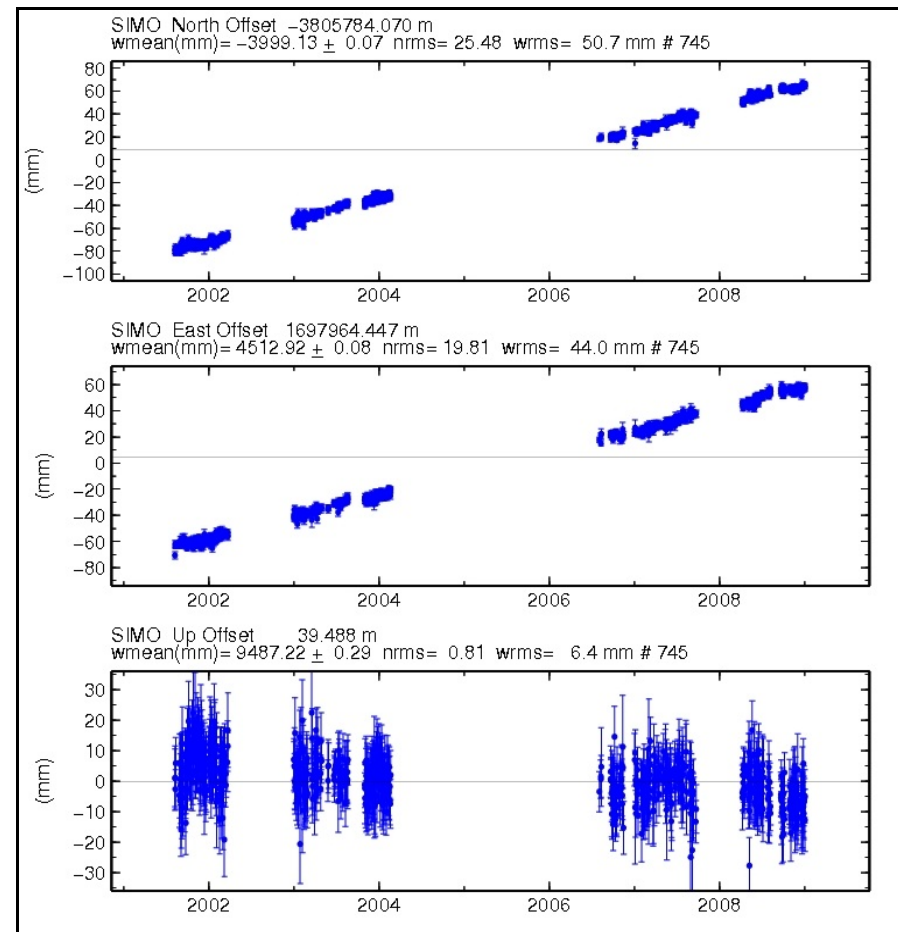 SIMO North Offset -3805784.070 m
wmean(mm)= -3999.13 ± 0.07 nrms= 25.48 wrms= 50.7 mm # 745
80
60
40
20
0
-20
-40
-60
-80
-100
(mm)
2002 2004 2006 2008
SIMO East Offset 1697964.447 m
wmean(mm)= 4512.92 ± 0.08 nrms= 19.81 wrms= 44.0 mm # 745
60
40
20
0
-20
-40
-60
-80
(mm)
2002 2004 2006 2008
SIMO Up Offset 39.488 m
wmean(mm)= 9487.22 ± 0.29 nrms= 0.81 wrms= 6.4 mm # 745
30
20
10
0
-10
-20
-30
(mm)
2002 2004 2006 2008